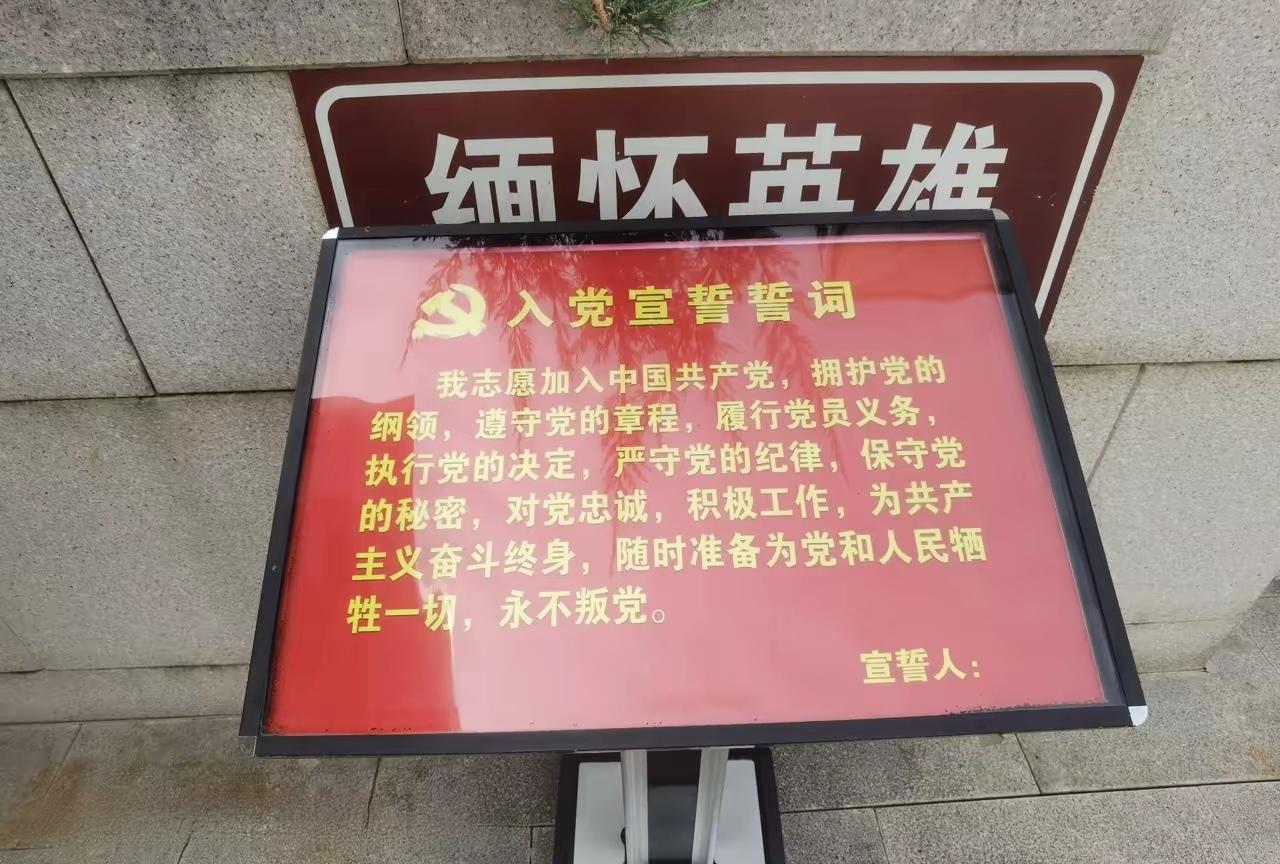 缅怀英雄
入党宣誓誓词
我志愿加入中国共产党，拥护党的
纲领，遵守党的章程，履行党员义务，
执行党的决定，严守党的纪律，保守党
的秘密，对党忠诚，积极工作，为共产
主义奋斗终身，随时准备为党和人民牺
牲一切，永不叛党。
宣誓人：